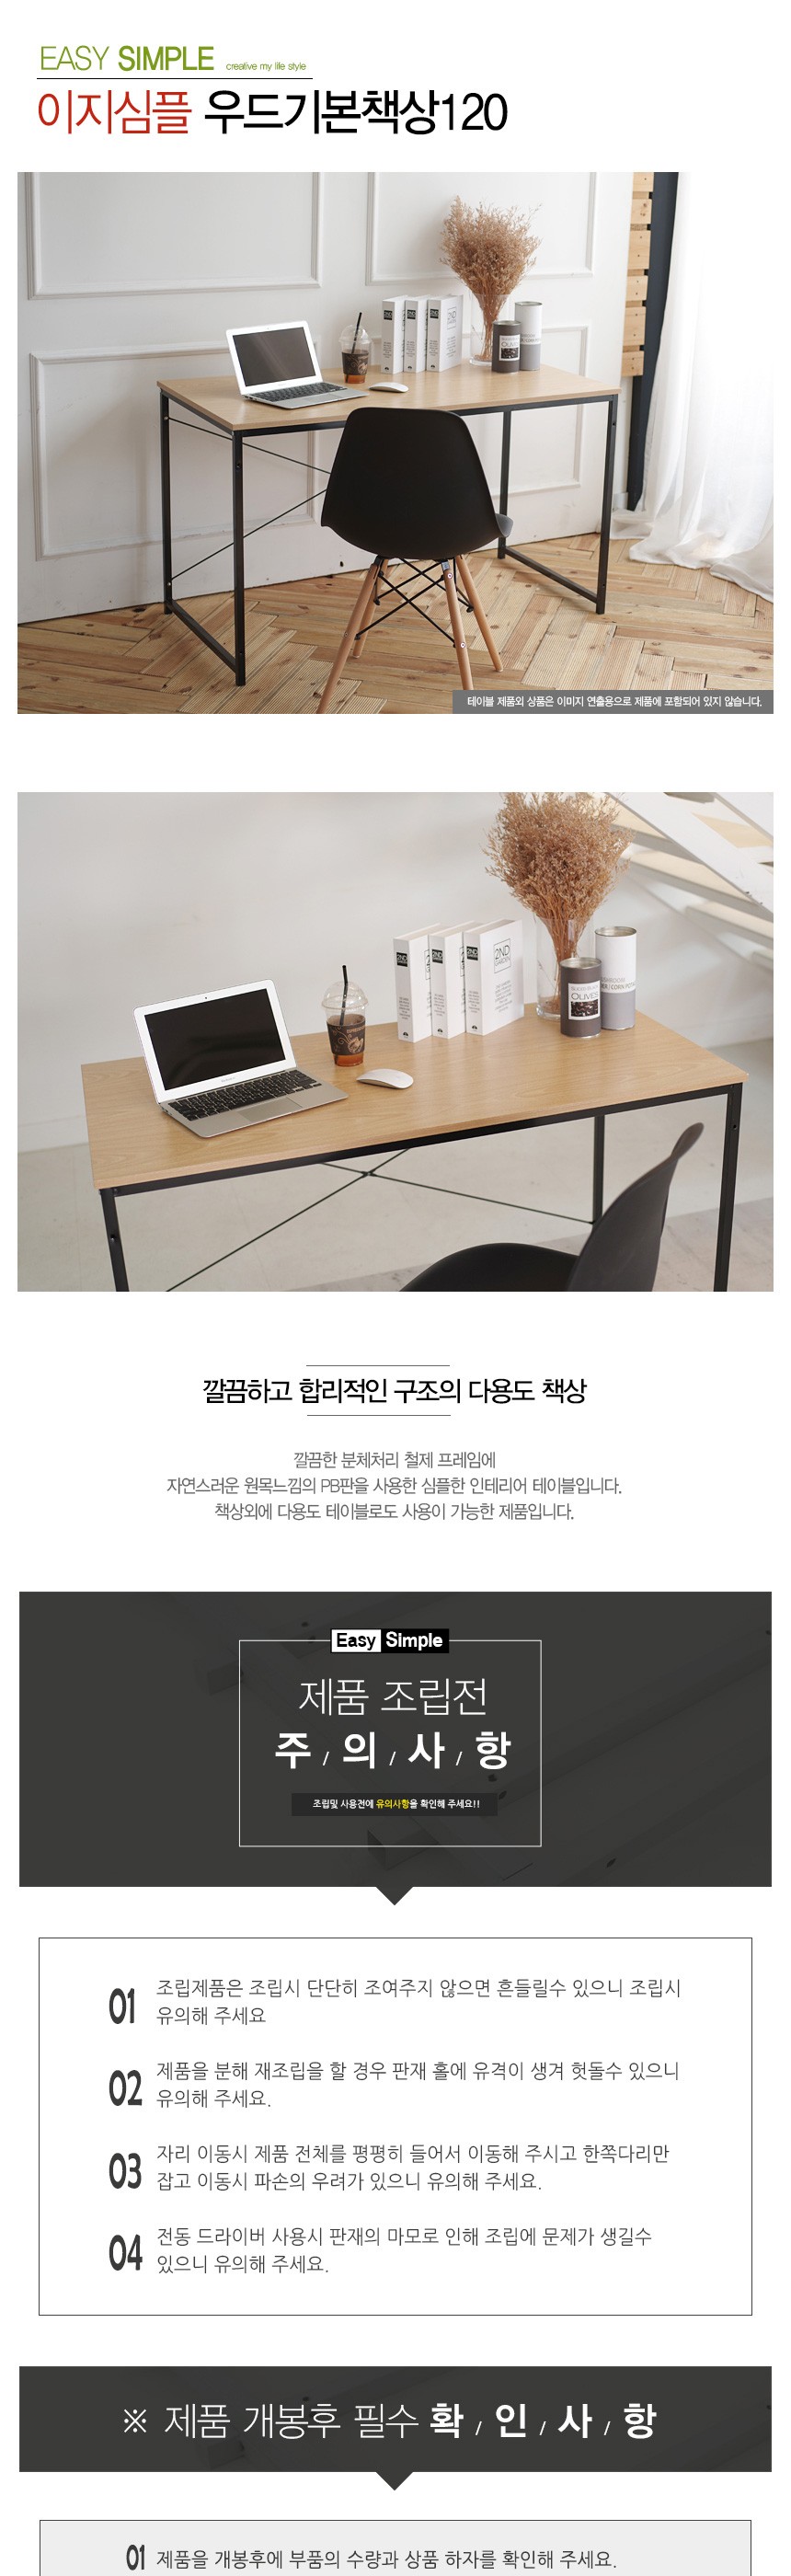 EASY SIMPLE creative my life style
이지심플 우드기본책상120
OLIVES
테이블 제품외 상품은 이미지 연출용으로 제품에 포함되어 있지 않습니다.
2ND
OLIVES
깔끔하고 합리적인 구조의 다용도 책상
깔끔한 분체처리 철제 프레임에
자연스러운 원목느낌의 PB판을 사용한 심플한 인테리어 테이블입니다.
책상외에 다용도 테이블로도 사용이 가능한 제품입니다.
Easy Simple
제품 조립전
주 / 의 / 사 / 항
조립및 사용전에 유의사항을 확인해 주세요!!
01 조립제품은 조립시 단단히 조여주지 않으면 흔들릴수 있으니 조립시
유의해 주세요
02 제품을 분해 재조립을 할 경우 판재 홀에 유격이 생겨 헛돌수 있으니
유의해 주세요.
03 자리 이동시 제품 전체를 평평히 들어서 이동해 주시고 한쪽다리만
잡고 이동시 파손의 우려가 있으니 유의해 주세요.
04 전동 드라이버 사용시 판재의 마모로 인해 조립에 문제가 생길수
있으니 유의해 주세요.
※ 제품 개봉후 필수 확 / 인 / 사 / 항
01 제품을 개봉후에 부품의 수량과 상품 하자를 확인해 주세요.